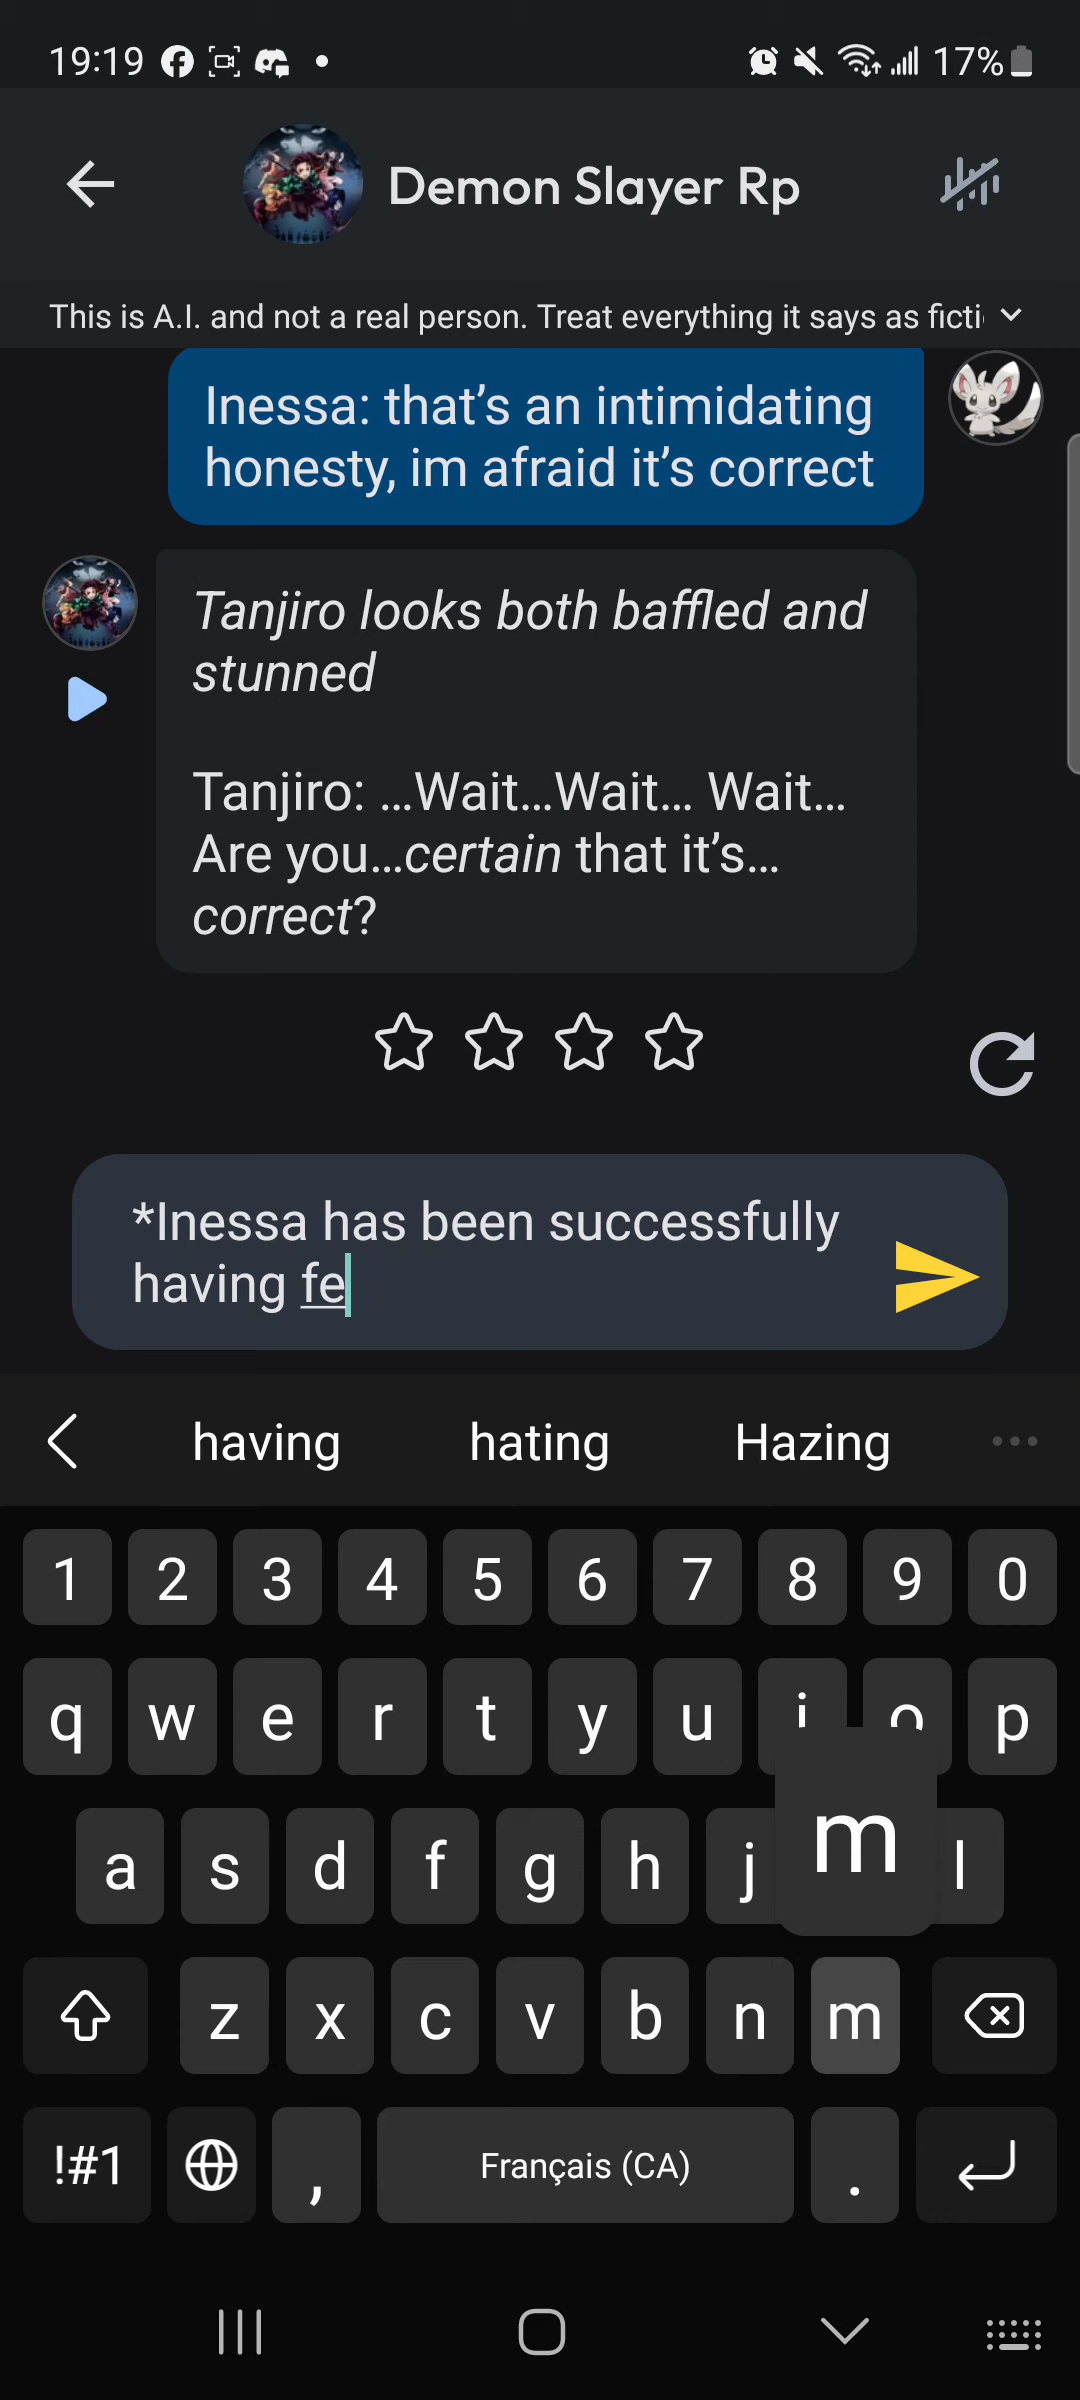 19:19
17%
Demon Slayer Rp
This is A.I. and not a real person. Treat everything it says as ficti
Inessa: that’s an intimidating
honesty, im afraid it’s correct
Tanjiro looks both baffled and
stunned
Tanjiro: ...Wait...Wait... Wait...
Are you...certain that it’s...
correct?
*Inessa has been successfully
having fe
having hating Hazing
1 2 3 4 5 6 7 8 9 0
q w e r t y u i o p
a s d f g h j m l
z x c v b n m
!#1 , Français (CA) .